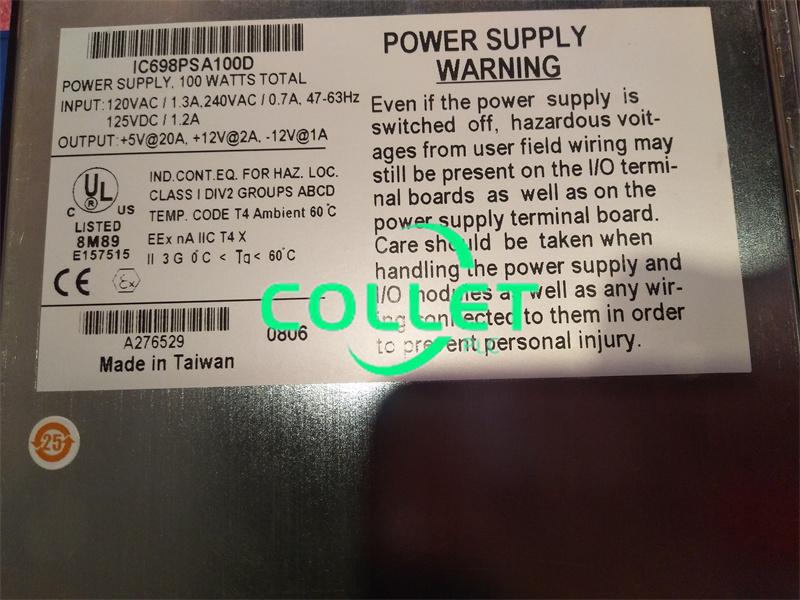 IC698PSA100D
POWER SUPPLY, 100 WATTS TOTAL
INPUT: 120VAC / 1.3A, 240VAC / 0.7A, 47-63Hz
125VDC / 1.2A
OUTPUT: +5V@20A, +12V@2A, -12V@1A
UL
®
C US
LISTED
8M89
E157515
IND.CONT.EQ. FOR HAZ. LOC.
CLASS I DIV2 GROUPS ABCD
TEMP. CODE T4 Ambient 60°C
EEx nA IIC T4 X
II 3 G 0°C < Ta < 60°C
CE Ex
A276529
0806
Made in Taiwan
POWER SUPPLY
WARNING
Even if the power supply is
switched off, hazardous volt-
ages from user field wiring may
still be present on the I/O termi-
nal boards as well as on the
power supply terminal board.
Care should be taken when
handling the power supply and
I/O modules as well as any wir-
ing connected to them in order
to prevent personal injury.
COLLET
PLC
25